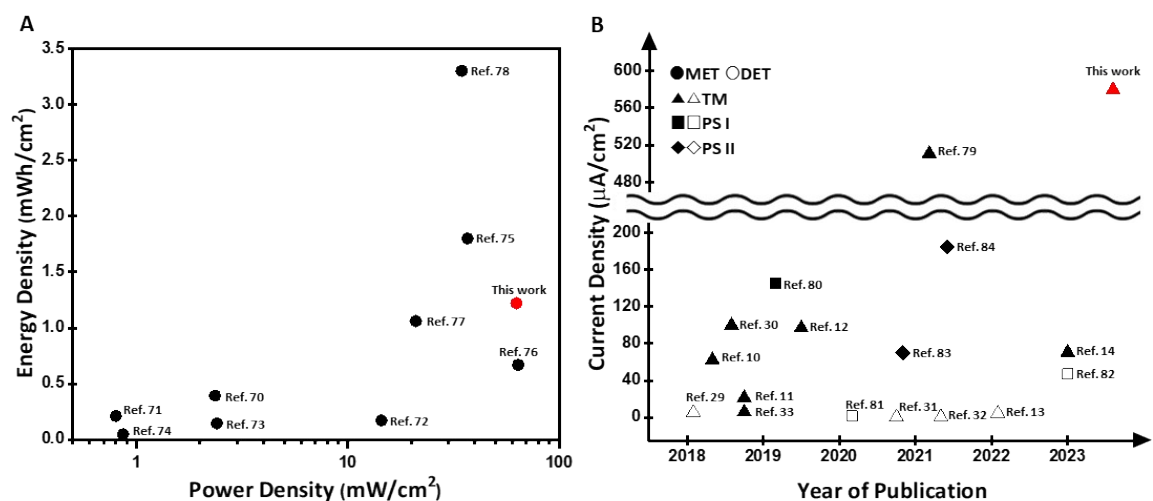 A
Energy Density (mWh/cm²)
3.5
3.0
2.5
2.0
1.5
1.0
0.5
0.0
Ref. 78
Ref. 75
This work
Ref. 77
Ref. 76
Ref. 70
Ref. 71
Ref. 72
Ref. 73
Ref. 74
1
10
100
Power Density (mW/cm²)
B
Current Density (μA/cm²)
600
560
520
480
200
160
120
80
40
0
MET DET
TM
PS I
PS II
This work
Ref. 79
Ref. 84
Ref. 80
Ref. 30
Ref. 12
Ref. 10
Ref. 83
Ref. 14
Ref. 82
Ref. 29
Ref. 11
Ref. 33
Ref. 81
Ref. 31
Ref. 32
Ref. 13
2018
2019
2020
2021
2022
2023
Year of Publication